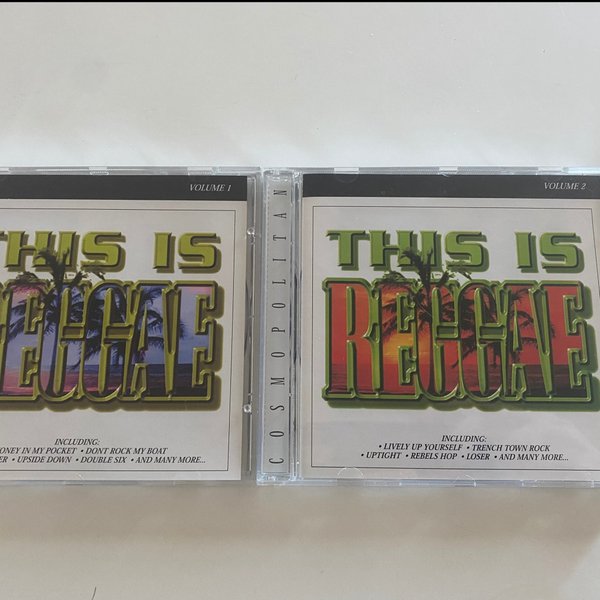 VOLUME 1
THIS IS
REGGAE
INCLUDING:
ONEY IN MY POCKET • DONT ROCK MY BOAT
ER • UPSIDE DOWN • DOUBLE SIX • AND MANY MORE...
COSMOPOLITAN
VOLUME 2
THIS IS
REGGAE
INCLUDING:
• LIVELY UP YOURSELF • TRENCH TOWN ROCK
• UPTIGHT • REBELS HOP • LOSER • AND MANY MORE...